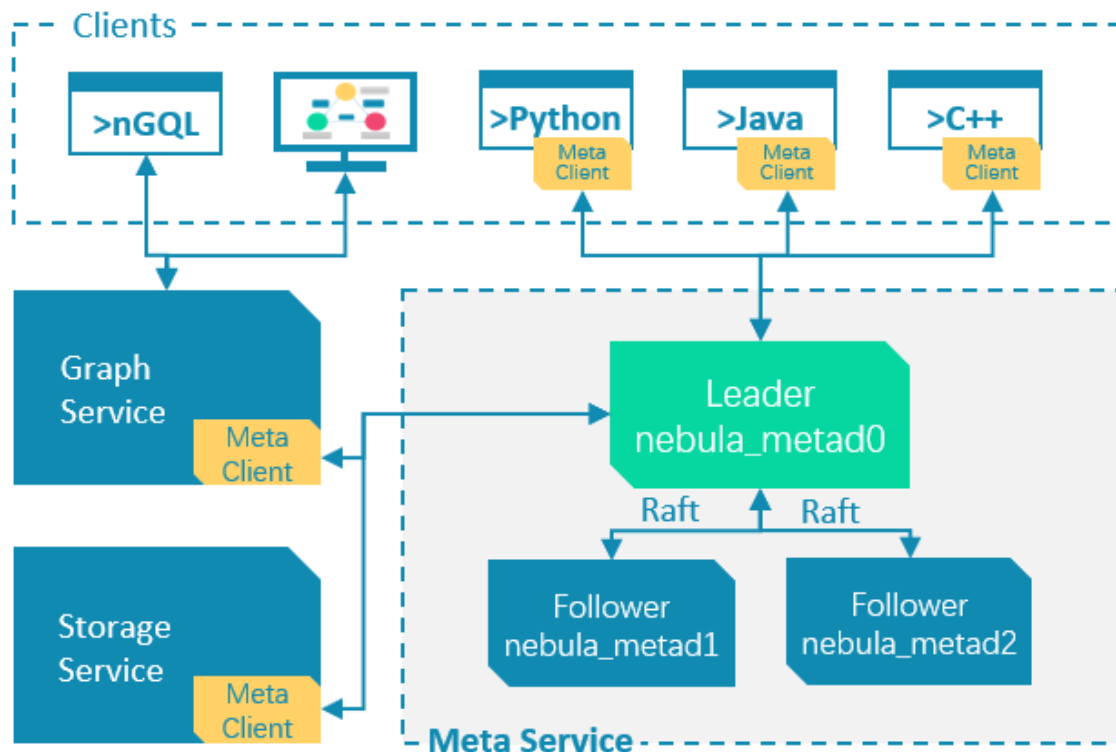 Clients
>nGQL
>Python
Meta
Client
>Java
Meta
Client
>C++
Meta
Client
Graph
Service
Meta
Client
Storage
Service
Meta
Client
Leader
nebula_metad0
Raft
Raft
Follower
nebula_metad1
Follower
nebula_metad2
Meta Service